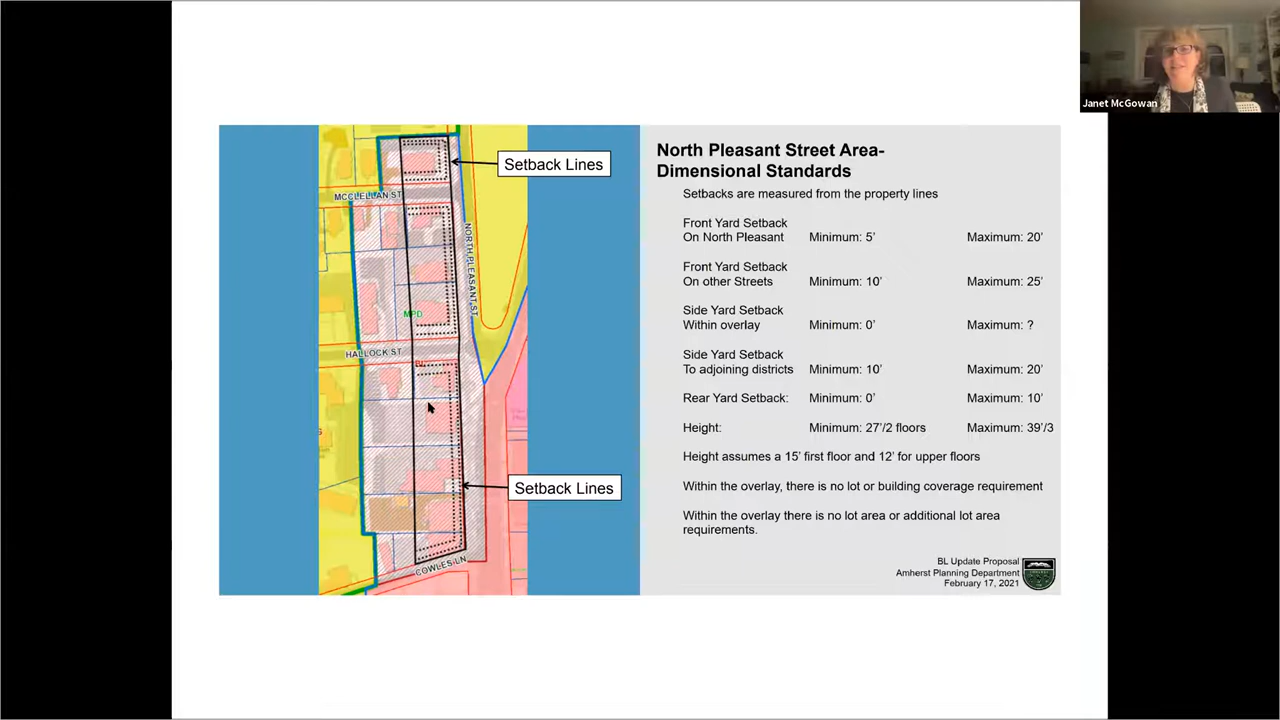 Janet McGowan
Setback Lines
MCCLELLAN ST
NORTH PLEASANT ST
MPD
HALLOCK ST
BL
Setback Lines
COWLES LN
North Pleasant Street Area-
Dimensional Standards
Setbacks are measured from the property lines
Front Yard Setback
On North Pleasant Minimum: 5' Maximum: 20'
Front Yard Setback
On other Streets Minimum: 10' Maximum: 25'
Side Yard Setback
Within overlay Minimum: 0' Maximum: ?
Side Yard Setback
To adjoining districts Minimum: 10' Maximum: 20'
Rear Yard Setback: Minimum: 0' Maximum: 10'
Height: Minimum: 27'/2 floors Maximum: 39'/3
Height assumes a 15' first floor and 12' for upper floors
Within the overlay, there is no lot or building coverage requirement
Within the overlay there is no lot area or additional lot area
requirements.
BL Update Proposal
Amherst Planning Department
February 17, 2021